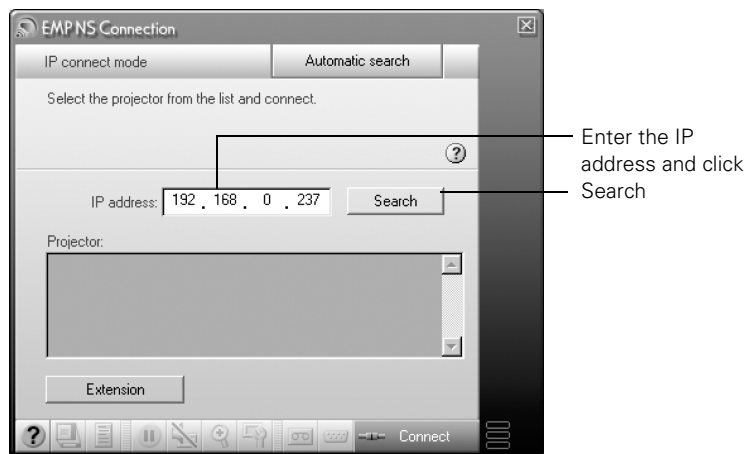 EMP NS Connection
IP connect mode
Automatic search
Select the projector from the list and connect.
?
Enter the IP
address and click
Search
IP address: 192 . 168 . 0 . 237
Search
Projector:
Extension
?
Connect